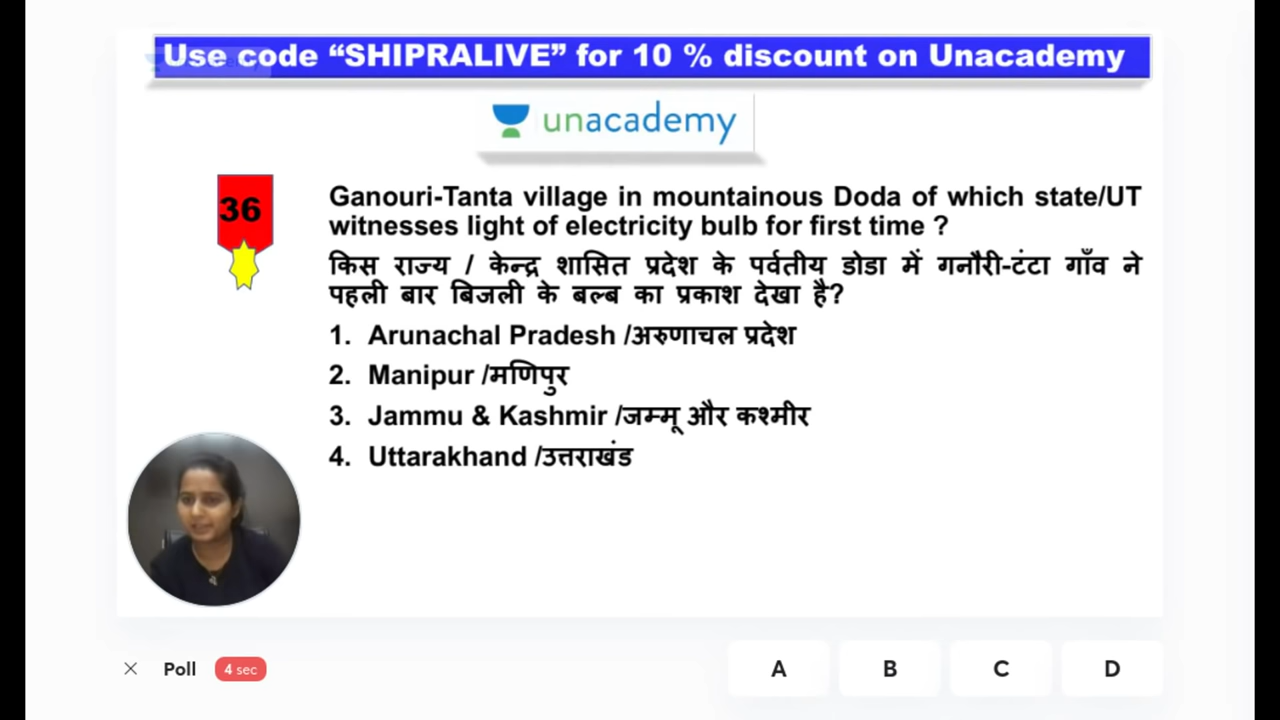 Use code “SHIPRALIVE” for 10 % discount on Unacademy
unacademy
36
Ganouri-Tanta village in mountainous Doda of which state/UT
witnesses light of electricity bulb for first time ?
किस राज्य / केन्द्र शासित प्रदेश के पर्वतीय डोडा में गनौरी-टंटा गाँव ने
पहली बार बिजली के बल्ब का प्रकाश देखा है?
1. Arunachal Pradesh /अरुणाचल प्रदेश
2. Manipur /मणिपुर
3. Jammu & Kashmir /जम्मू और कश्मीर
4. Uttarakhand /उत्तराखंड
Poll 4 sec A B C D